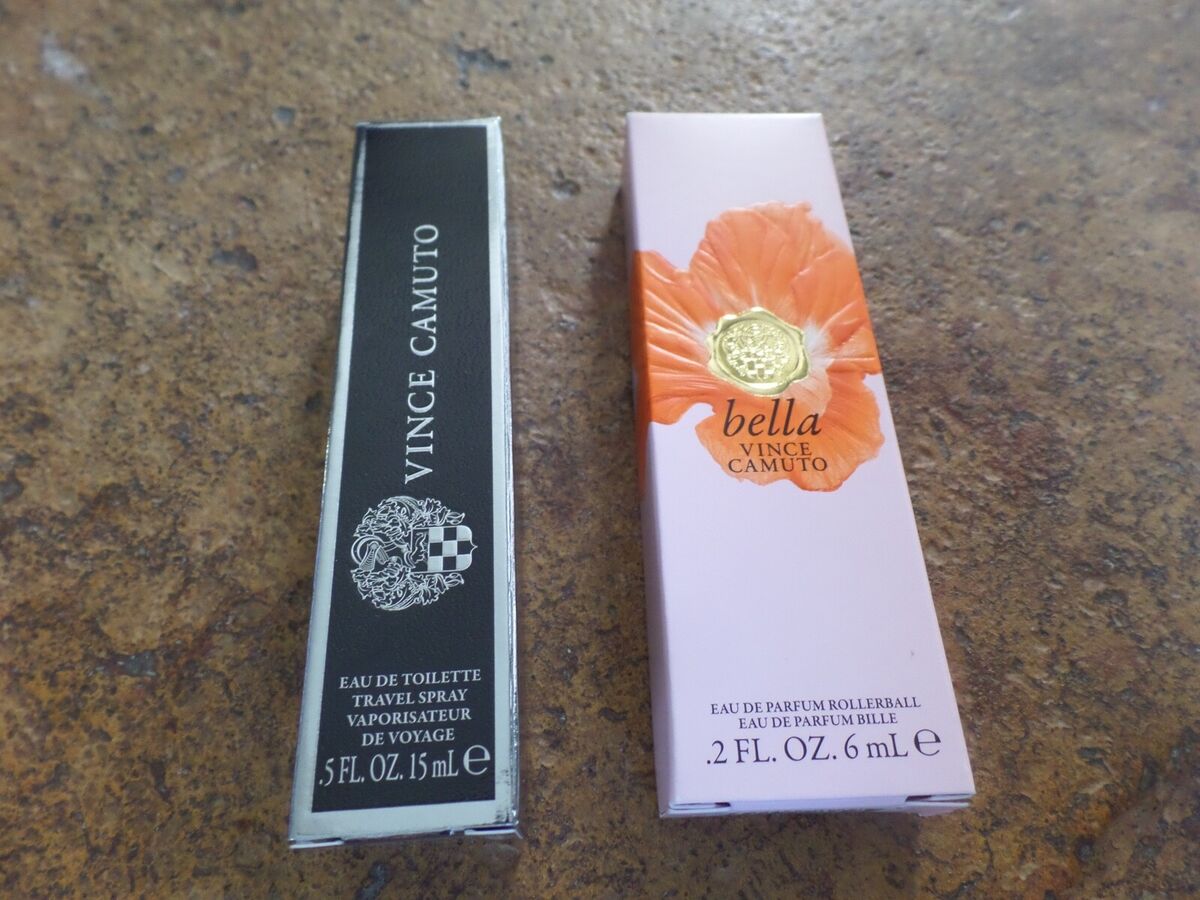 VINCE CAMUTO
EAU DE TOILETTE
TRAVEL SPRAY
VAPORISATEUR
DE VOYAGE
.5 FL. OZ. 15 mL ℮
bella
VINCE
CAMUTO
EAU DE PARFUM ROLLERBALL
EAU DE PARFUM BILLE
.2 FL. OZ. 6 mL ℮